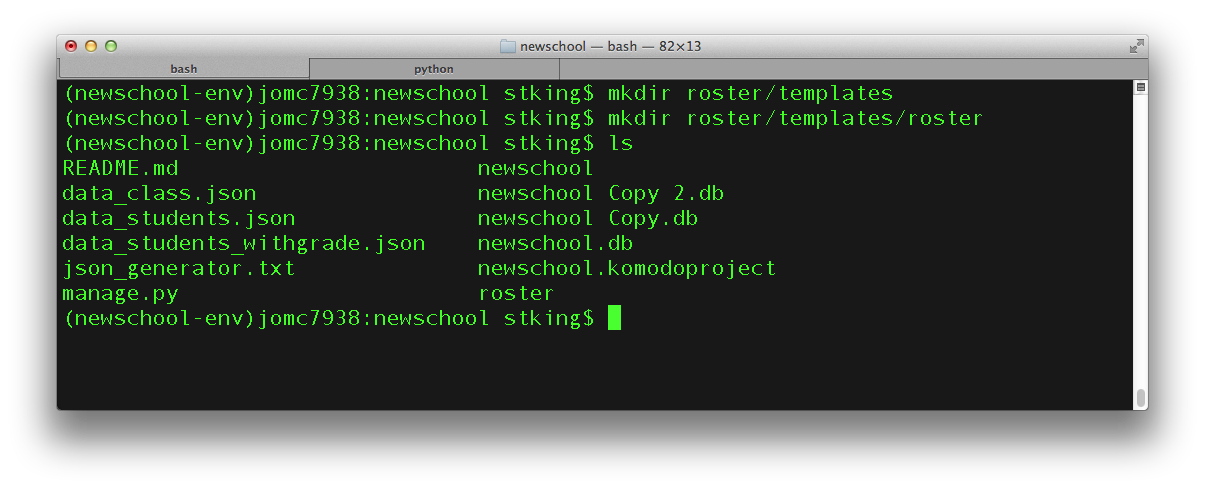 newschool — bash — 82×13
bash python
(newschool-env)jomc7938:newschool stking$ mkdir roster/templates
(newschool-env)jomc7938:newschool stking$ mkdir roster/templates/roster
(newschool-env)jomc7938:newschool stking$ ls
README.md newschool
data_class.json newschool Copy 2.db
data_students.json newschool Copy.db
data_students_withgrade.json newschool.db
json_generator.txt newschool.komodoproject
manage.py roster
(newschool-env)jomc7938:newschool stking$